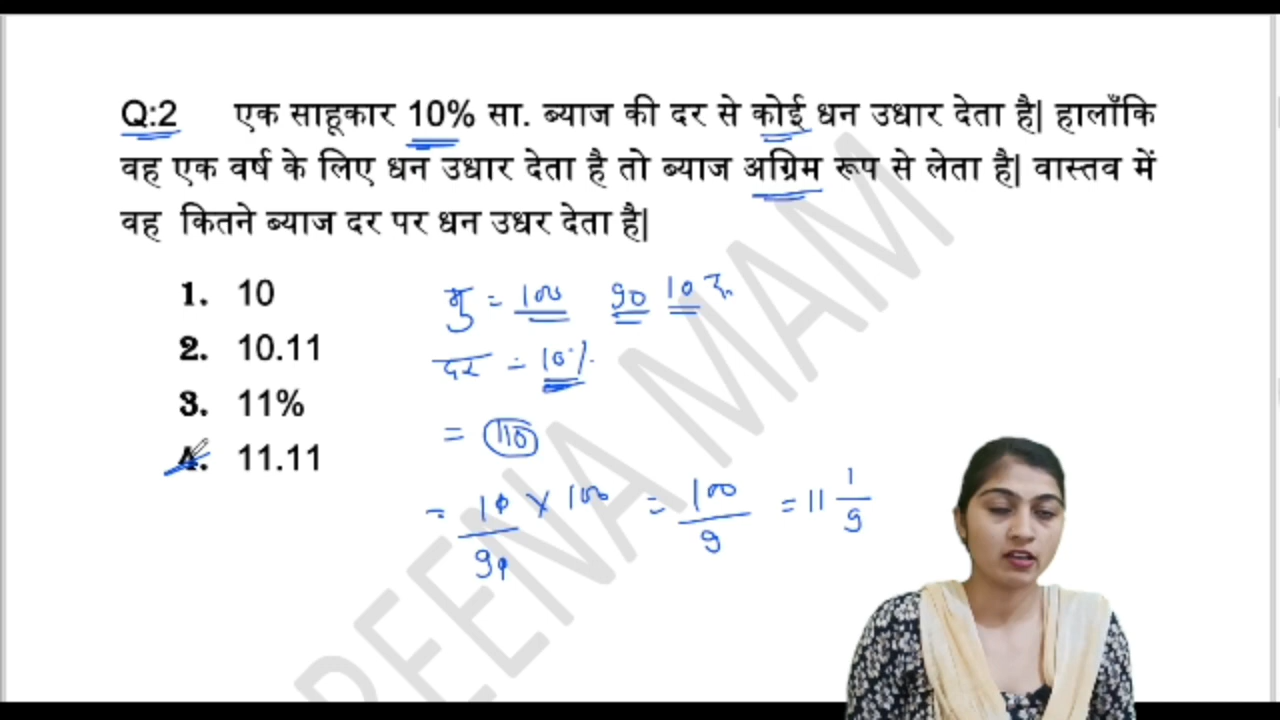 Q:2 एक साहूकार 10% सा. ब्याज की दर से कोई धन उधार देता है| हालाँकि
वह एक वर्ष के लिए धन उधार देता है तो ब्याज अग्रिम रूप से लेता है| वास्तव में
वह कितने ब्याज दर पर धन उधर देता है|
1. 10
2. 10.11
3. 11%
4. 11.11
मू = 100 90 10 रु.
दर = 10%
= 110
= 10/90 × 100 = 100/9 = 11 1/9
REENA MAM